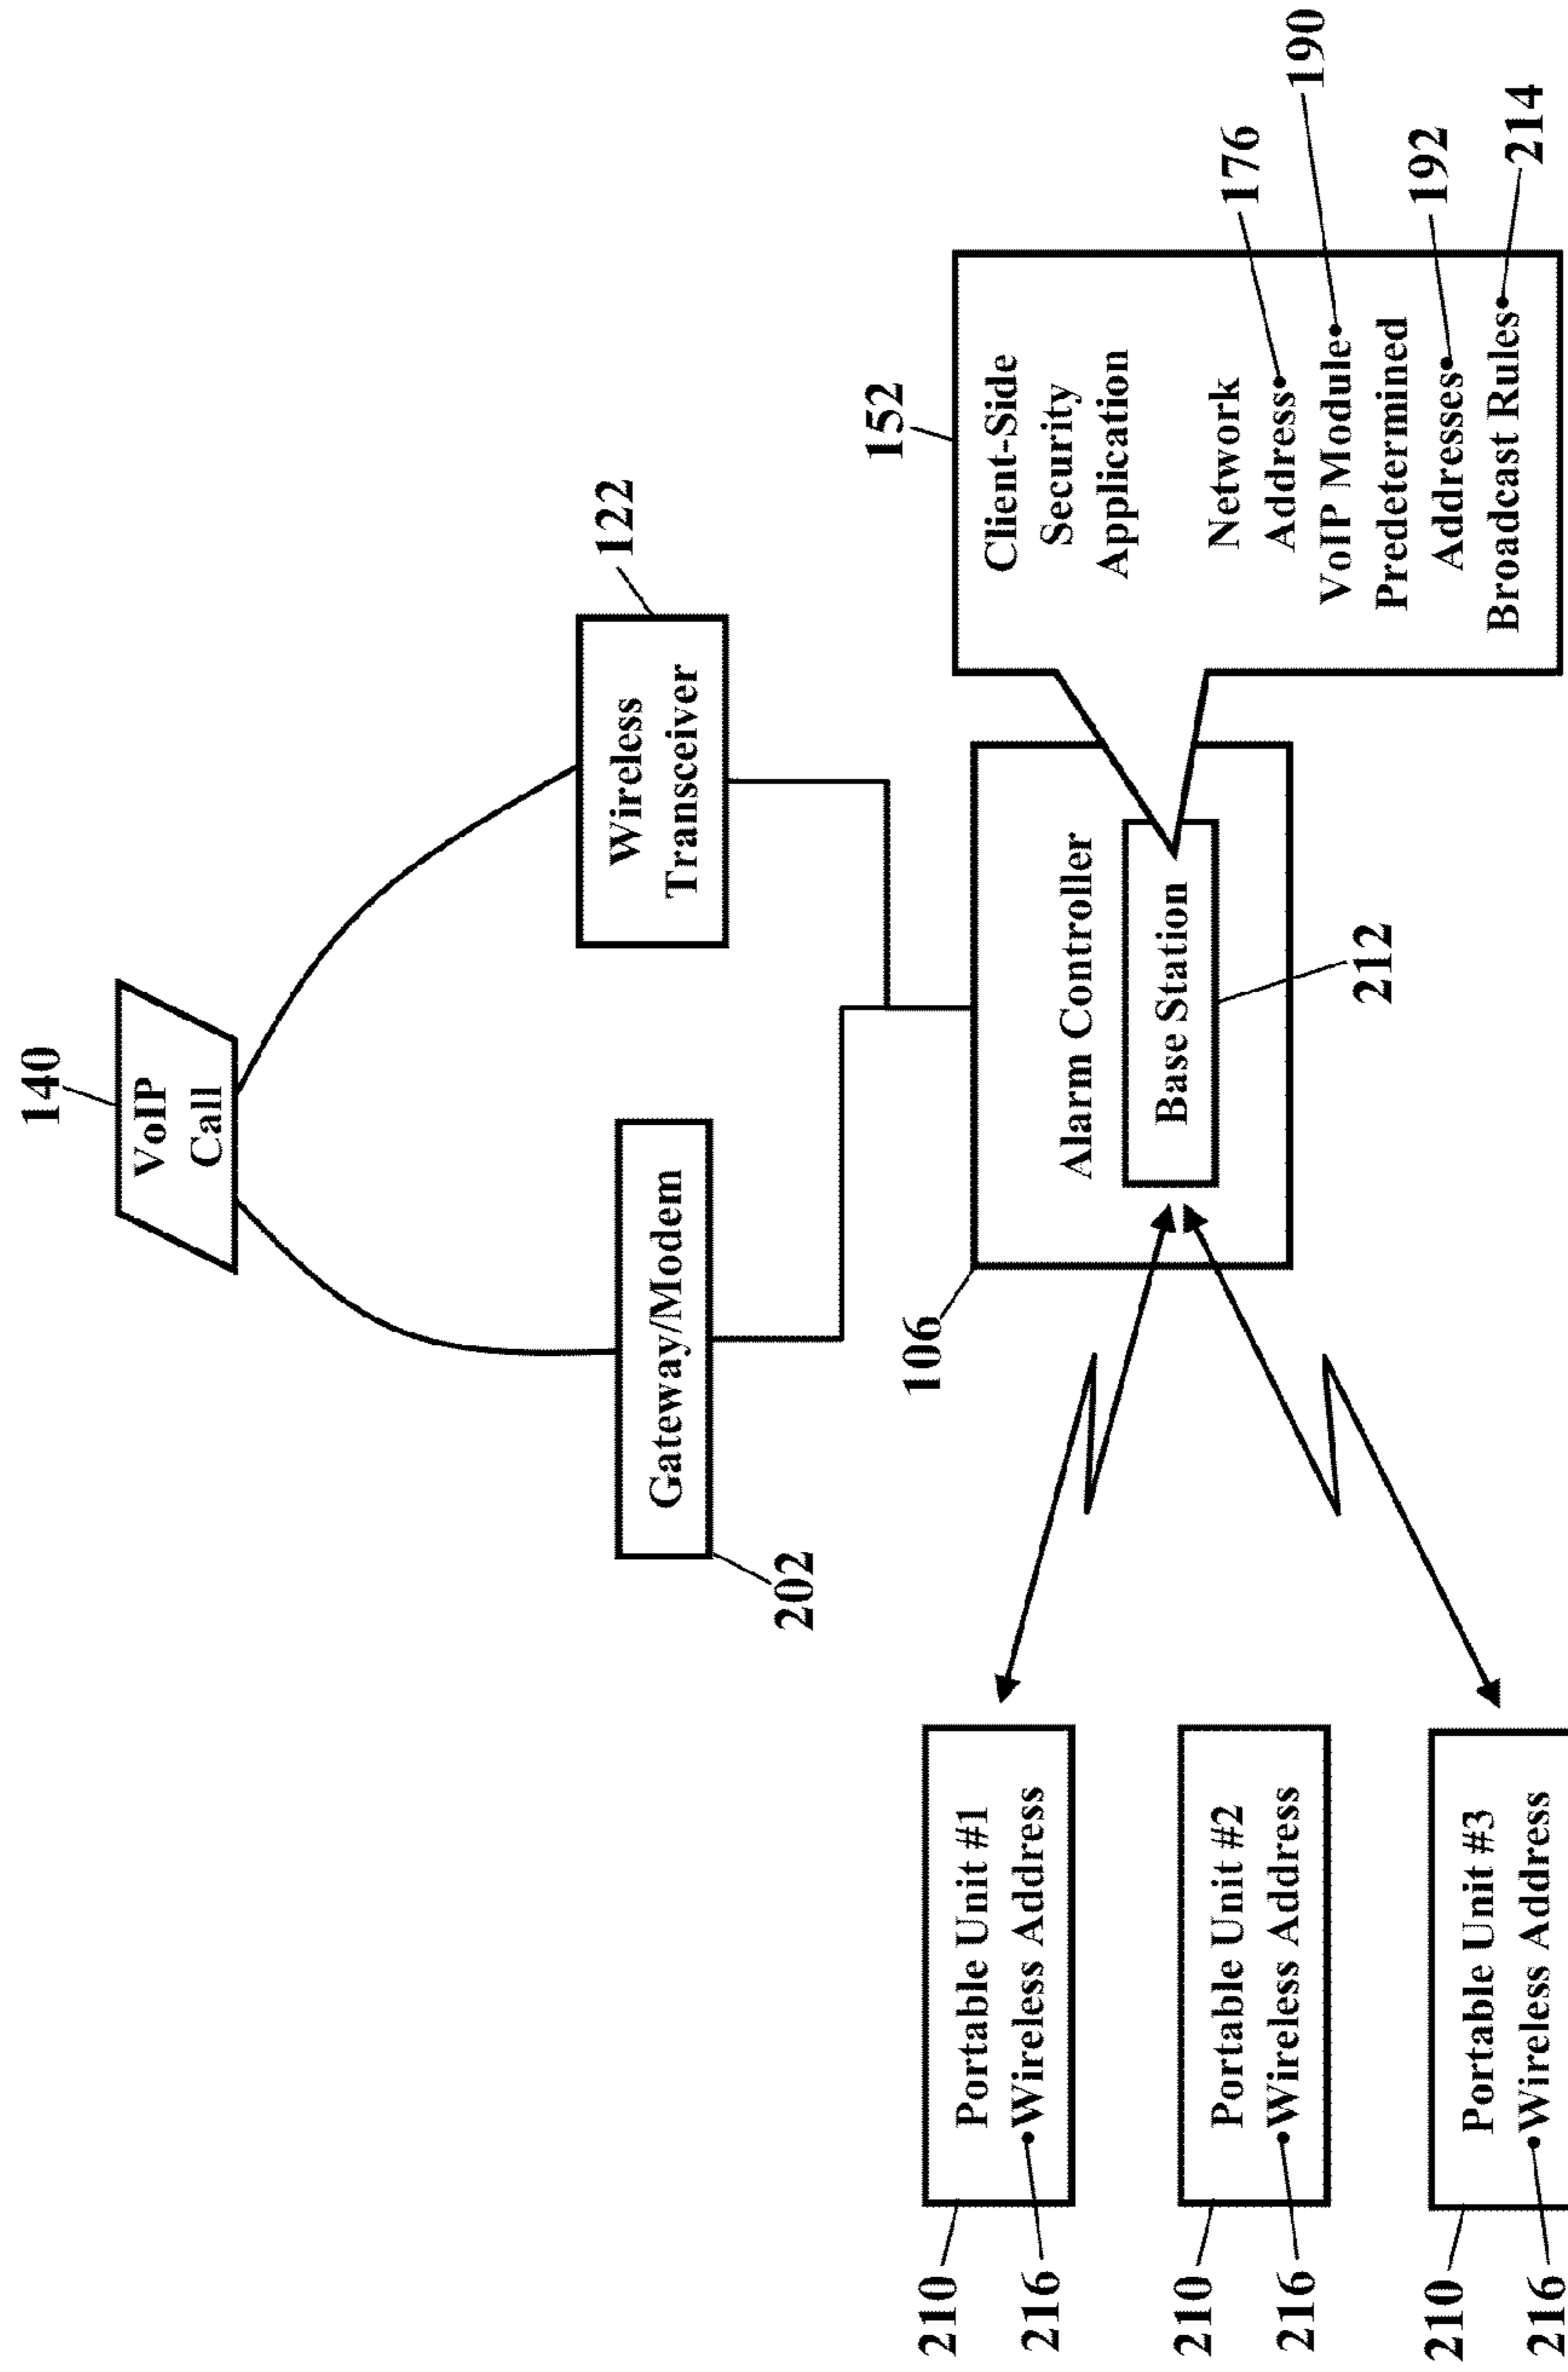 140
VoIP
Call
122
Wireless
Transceiver
Gateway/Modem
202
152
Client-Side
Security
Application
Network
Address
176
VoIP Module
190
Predetermined
Addresses
192
Broadcast Rules
214
106
Alarm Controller
Base Station
212
Portable Unit #1
Wireless Address
210
216
Portable Unit #2
Wireless Address
210
216
Portable Unit #3
Wireless Address
210
216